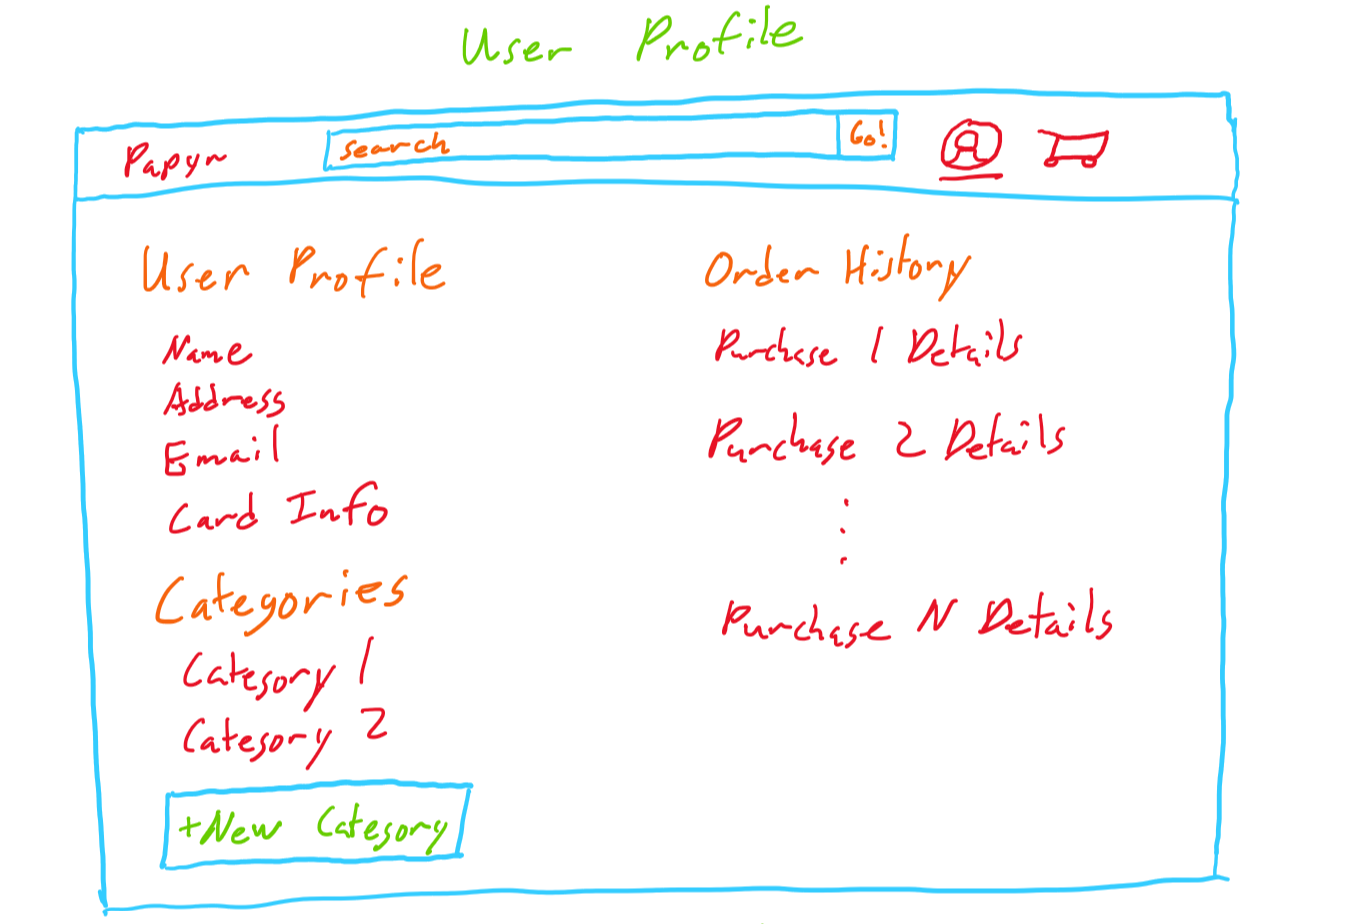 User Profile
Papyr
search
Go!
User Profile
Name
Address
Email
Card Info
Categories
Category 1
Category 2
+New Category
Order History
Purchase 1 Details
Purchase 2 Details
Purchase N Details